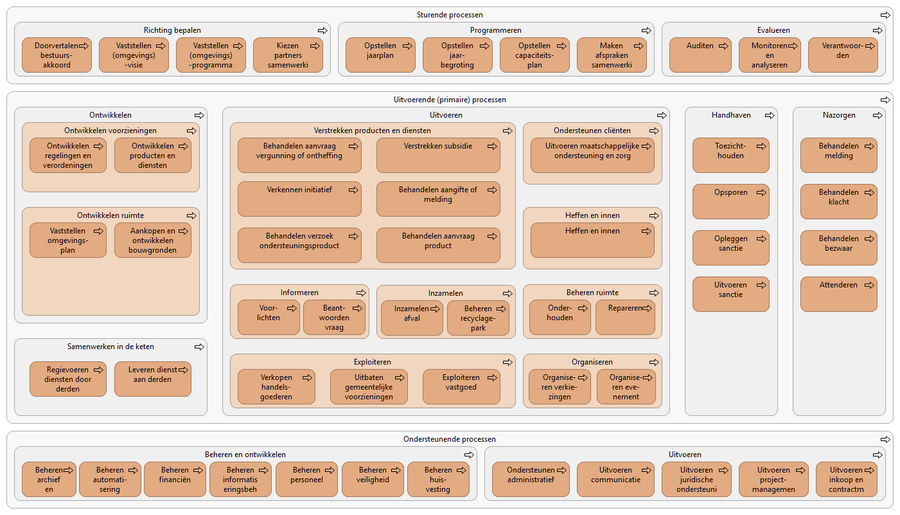 Sturende processen
Richting bepalen
Doorvertalen
bestuurs-
akkoord
Vaststellen
(omgevings)
-visie
Vaststellen
(omgevings)
-programma
Kiezen
partners
samenwerki
Programmeren
Opstellen
jaarplan
Opstellen
jaar-
begroting
Opstellen
capaciteits-
plan
Maken
afspraken
samenwerki
Evalueren
Auditen
Monitoren
en
analyseren
Verantwoor-
den
Uitvoerende (primaire) processen
Ontwikkelen
Ontwikkelen voorzieningen
Ontwikkelen
regelingen en
verordeningen
Ontwikkelen
producten en
diensten
Ontwikkelen ruimte
Vaststellen
omgevings-
plan
Aankopen en
ontwikkelen
bouwgronden
Samenwerken in de keten
Regievoeren
diensten door
derden
Leveren dienst
aan derden
Uitvoeren
Verstrekken producten en diensten
Behandelen aanvraag
vergunning of ontheffing
Verstrekken subsidie
Verkennen initiatief
Behandelen aangifte of
melding
Behandelen verzoek
ondersteuningsproduct
Behandelen aanvraag
product
Ondersteunen cliënten
Uitvoeren maatschappelijke
ondersteuning en zorg
Heffen en innen
Heffen en innen
Informeren
Voor-
lichten
Beant-
woorden
vraag
Inzamelen
Inzamelen
afval
Beheren
recyclage-
park
Beheren ruimte
Onder-
houden
Repareren
Exploiteren
Verkopen
handels-
goederen
Uitbaten
gemeentelijke
voorzieningen
Exploiteren
vastgoed
Organiseren
Organise-
ren verkie-
zingen
Organise-
ren eve-
nement
Handhaven
Toezicht-
houden
Opsporen
Opleggen
sanctie
Uitvoeren
sanctie
Nazorgen
Behandelen
melding
Behandelen
klacht
Behandelen
bezwaar
Attenderen
Ondersteunende processen
Beheren en ontwikkelen
Beheren
archief
en
Beheren
automati-
sering
Beheren
financiën
Beheren
informatis
eringsbeh
Beheren
personeel
Beheren
veiligheid
Beheren
huis-
vesting
Uitvoeren
Ondersteunen
administratief
Uitvoeren
communicatie
Uitvoeren
juridische
ondersteuni
Uitvoeren
project-
managemen
Uitvoeren
inkoop en
contractm